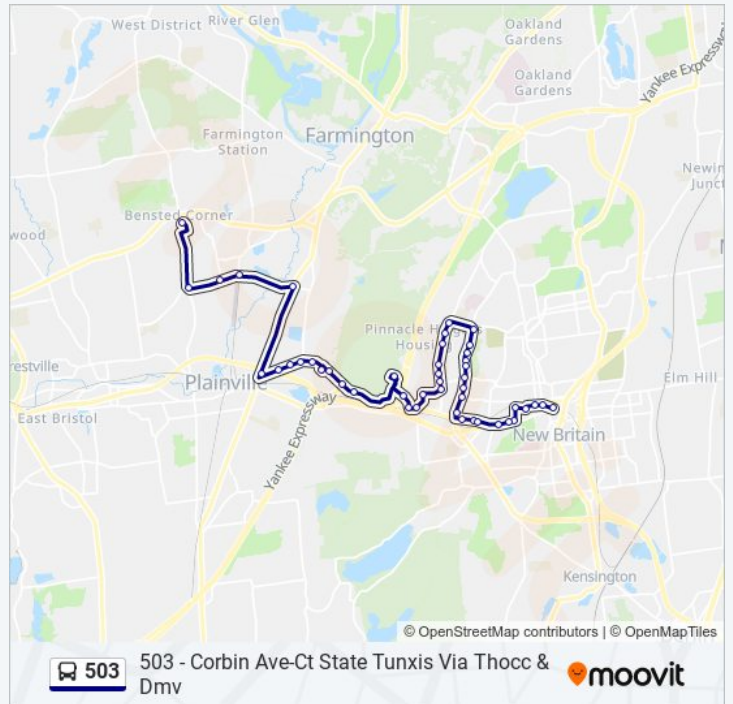 West District
River Glen
Oakland
Gardens
Oakland
Gardens
Yankee Expressway
Farmington
Station
Farmington
Newin
Junct
Bensted Corner
wood
N
Pinnacle Heights
Housing
restville
Plainville
Elm Hill
East Bristol
Yankee Expressway
New Britain
Kensington
© OpenStreetMap contributors | © OpenMapTiles
503
503 - Corbin Ave-Ct State Tunxis Via Thocc &
Dmv
moovit